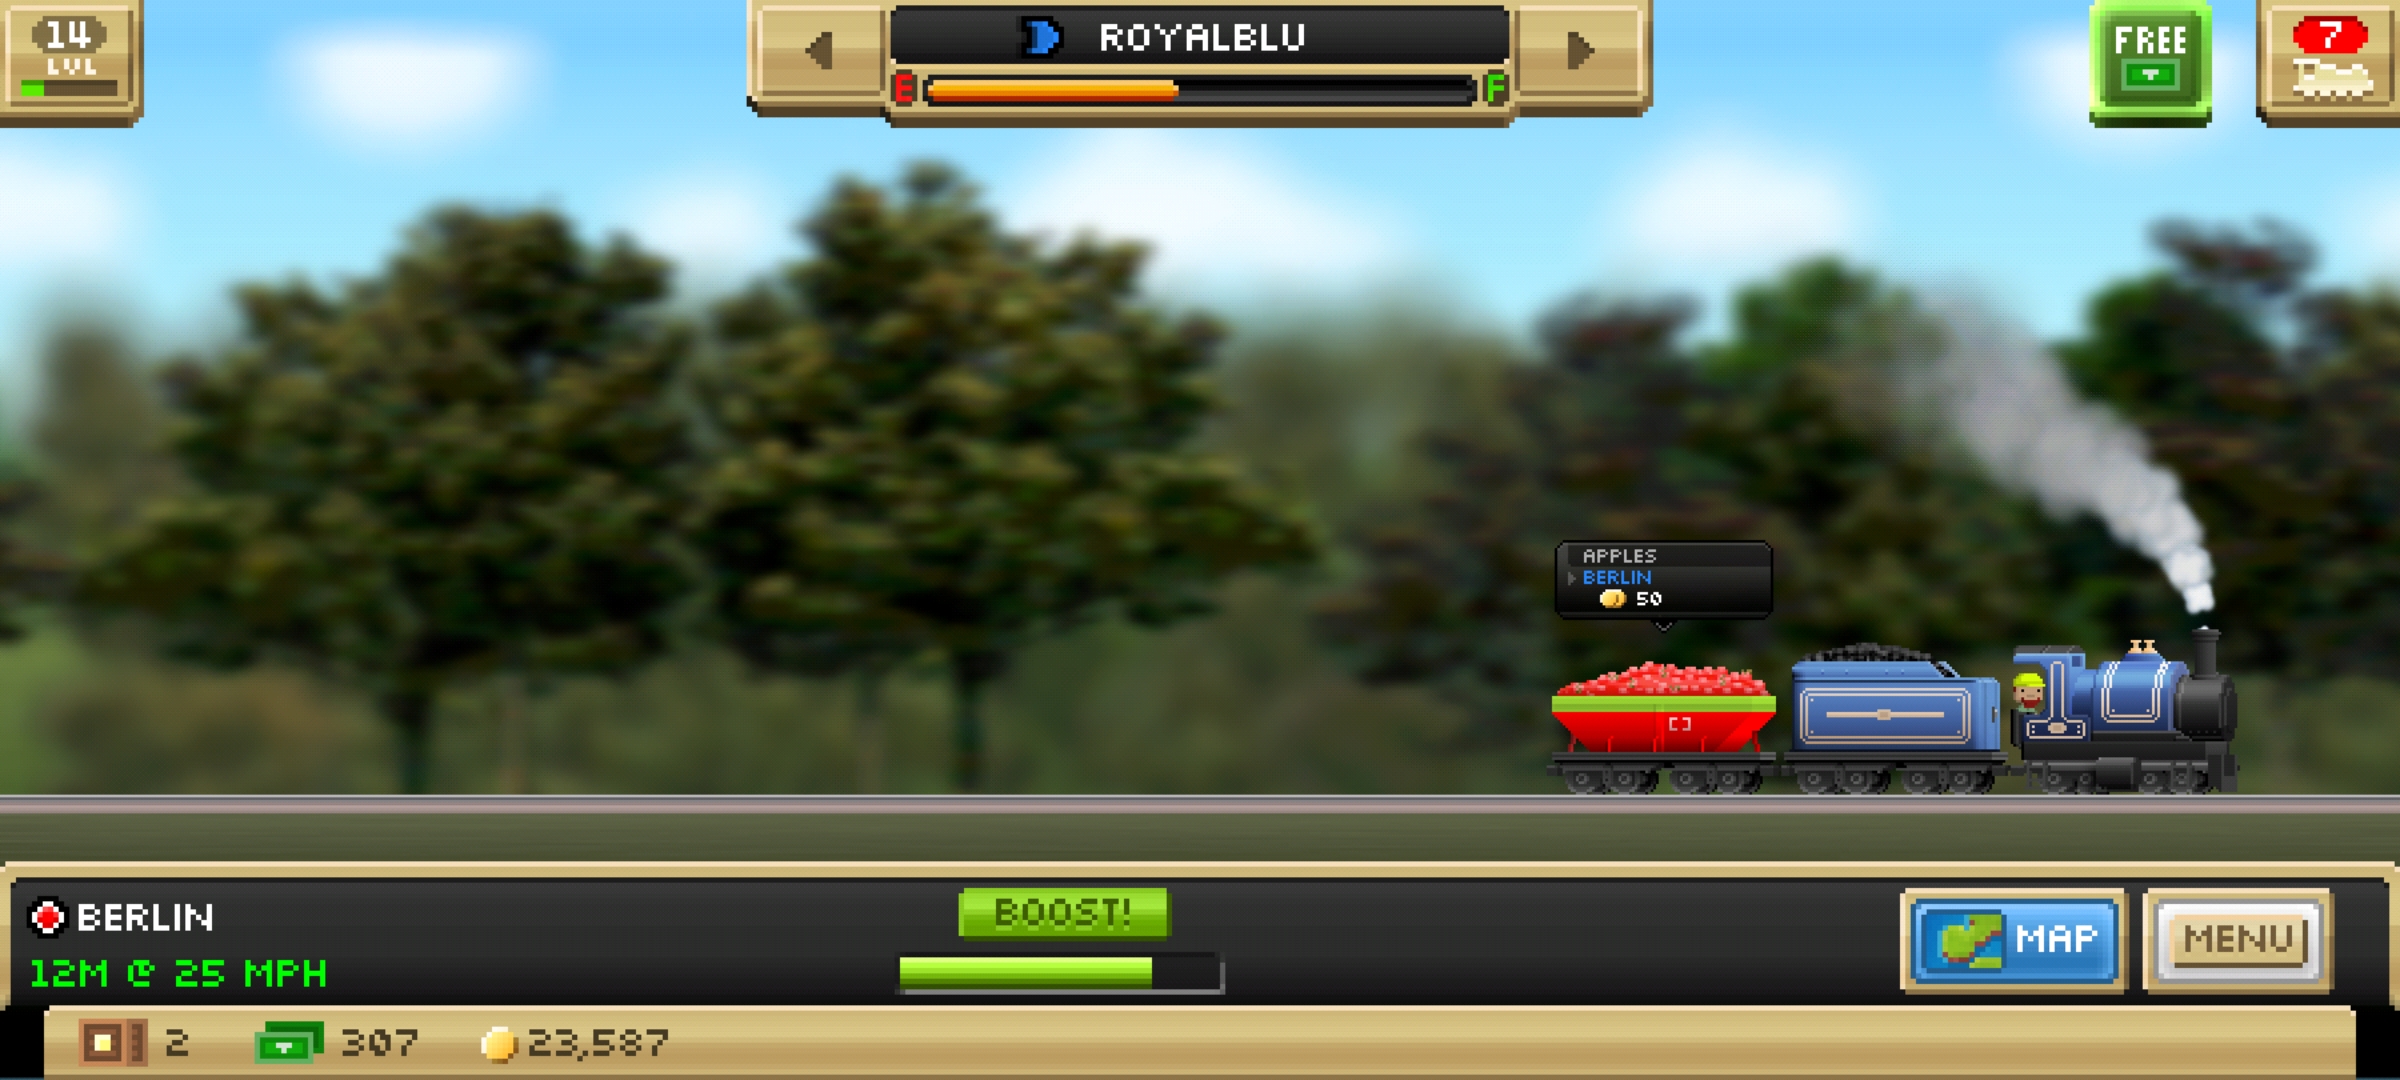 14
LVL
ROYALBLU
E F
FREE
7
APPLES
BERLIN
50
BERLIN
12M @ 25 MPH
BOOST!
MAP
MENU
2
307
23,587